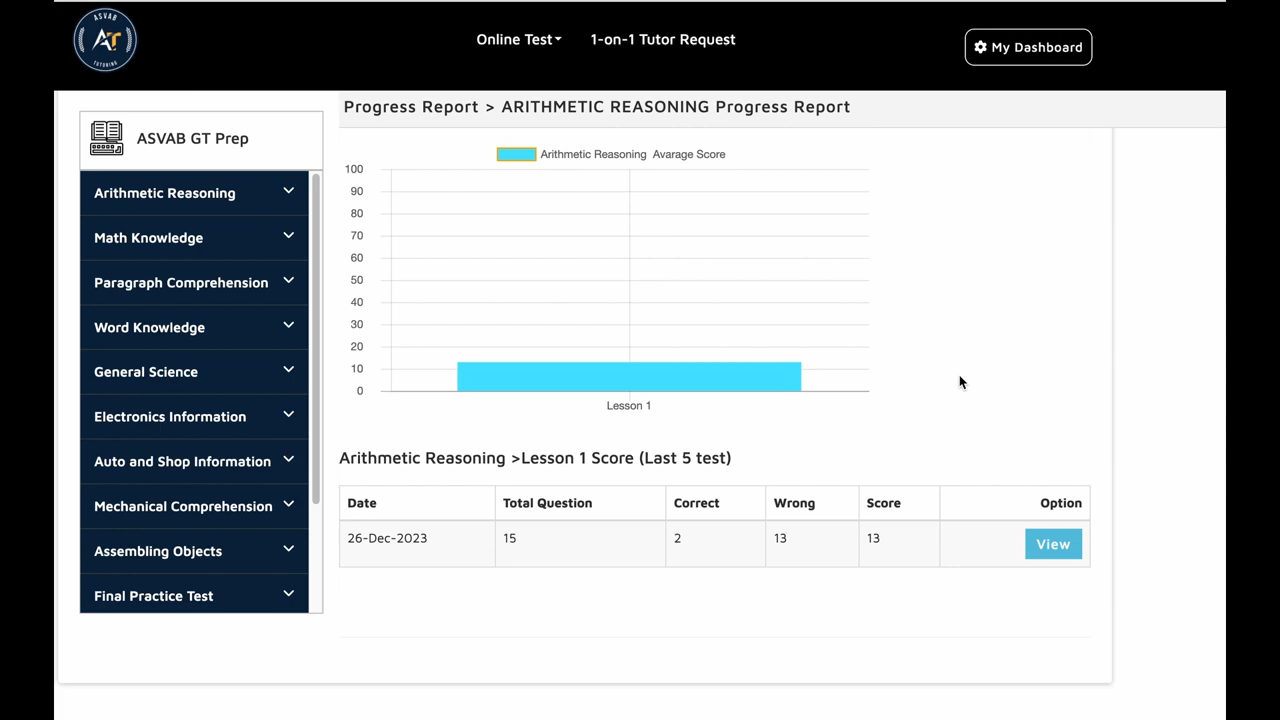 ASVAB
AT
TUTORING
Online Test
1-on-1 Tutor Request
My Dashboard
Progress Report > ARITHMETIC REASONING Progress Report
ASVAB GT Prep
Arithmetic Reasoning
Math Knowledge
Paragraph Comprehension
Word Knowledge
General Science
Electronics Information
Auto and Shop Information
Mechanical Comprehension
Assembling Objects
Final Practice Test
Arithmetic Reasoning Avarage Score
100
90
80
70
60
50
40
30
20
10
0
Lesson 1
Arithmetic Reasoning >Lesson 1 Score (Last 5 test)
Date Total Question Correct Wrong Score Option
26-Dec-2023 15 2 13 13 View